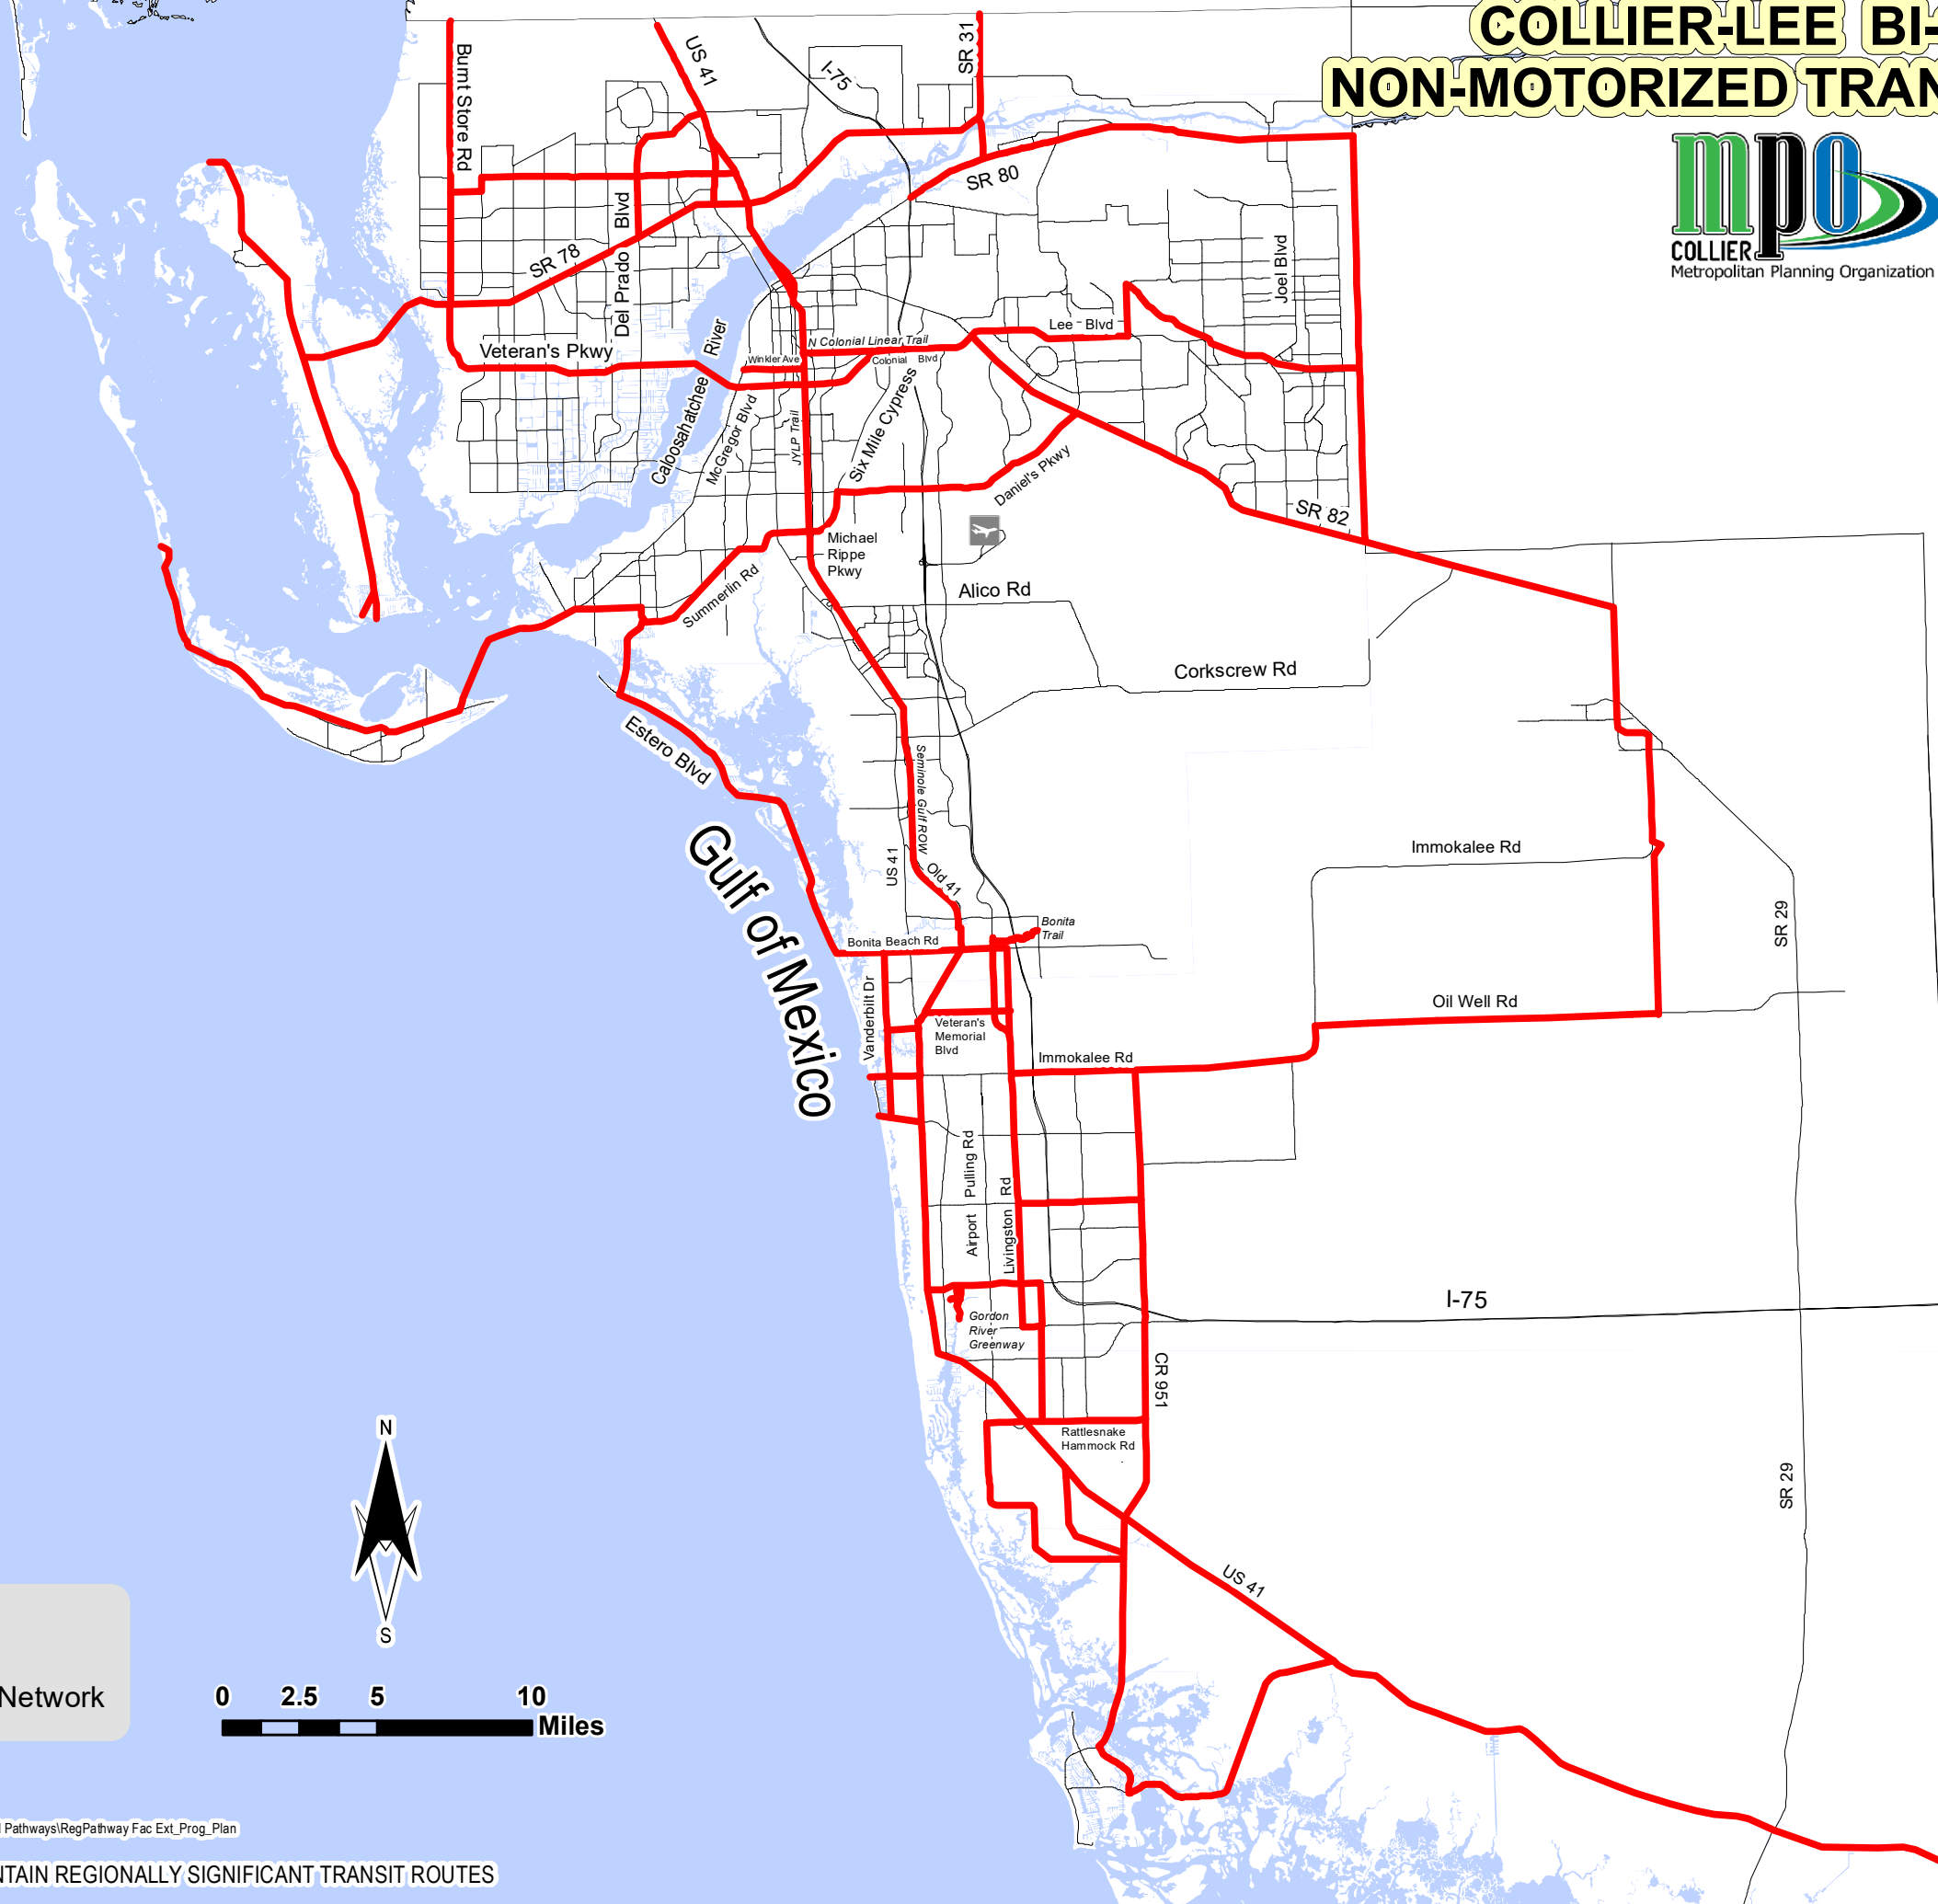 COLLIER-LEE BI-
NON-MOTORIZED TRAN
mpo
COLLIER
Metropolitan Planning Organization
Burnt Store Rd
US 41
I-75
SR 31
SR 80
SR 78
Del Prado Blvd
Joel Blvd
Lee Blvd
Veteran's Pkwy
Caloosahatchee River
N Colonial Linear Trail
Winkler Ave
Colonial Blvd
McGregor Blvd
JYLP Trail
Six Mile Cypress
Daniel's Pkwy
SR 82
Michael
Rippe
Pkwy
Summerlin Rd
Alico Rd
Corkscrew Rd
Estero Blvd
Seminole Gulf ROW
US 41
Old 41
Immokalee Rd
SR 29
Gulf of Mexico
Bonita
Trail
Bonita Beach Rd
Vanderbilt Dr
Oil Well Rd
Veteran's
Memorial
Blvd
Immokalee Rd
Airport Pulling Rd
Livingston Rd
I-75
Gordon
River
Greenway
CR 951
Rattlesnake
Hammock Rd
SR 29
US 41
N
S
0 2.5 5 10
Miles
Network
l Pathways\RegPathway Fac Ext_Prog_Plan
NTAIN REGIONALLY SIGNIFICANT TRANSIT ROUTES